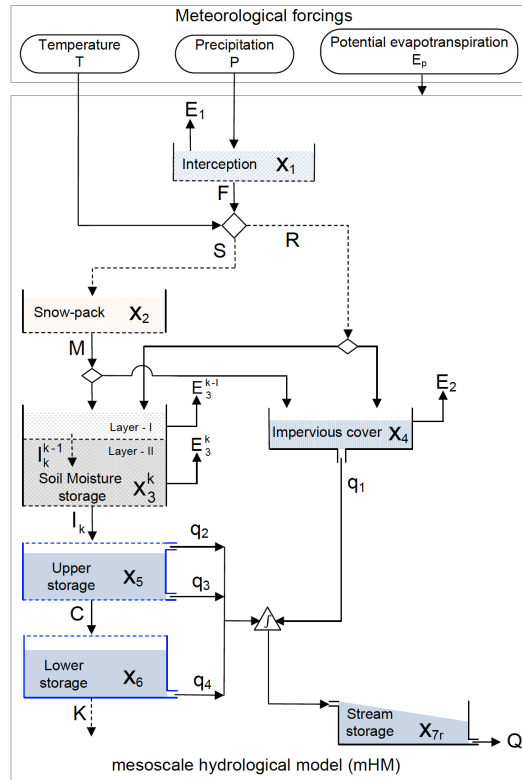 Meteorological forcings
Temperature
T
Precipitation
P
Potential evapotranspiration
Eₚ
E₁
Interception X₁
F
R
S
Snow-pack X₂
M
E₃ᵏ⁻ᴵ
E₂
Layer - I
Impervious cover X₄
Layer - II
Iₖᵏ⁻¹
E₃ᵏ
Soil Moisture
storage
X₃ᵏ
q₁
Iₖ
q₂
Upper
storage
X₅
q₃
C
∫
Lower
storage
X₆
q₄
K
Stream
storage
X₇ᵣ
Q
mesoscale hydrological model (mHM)